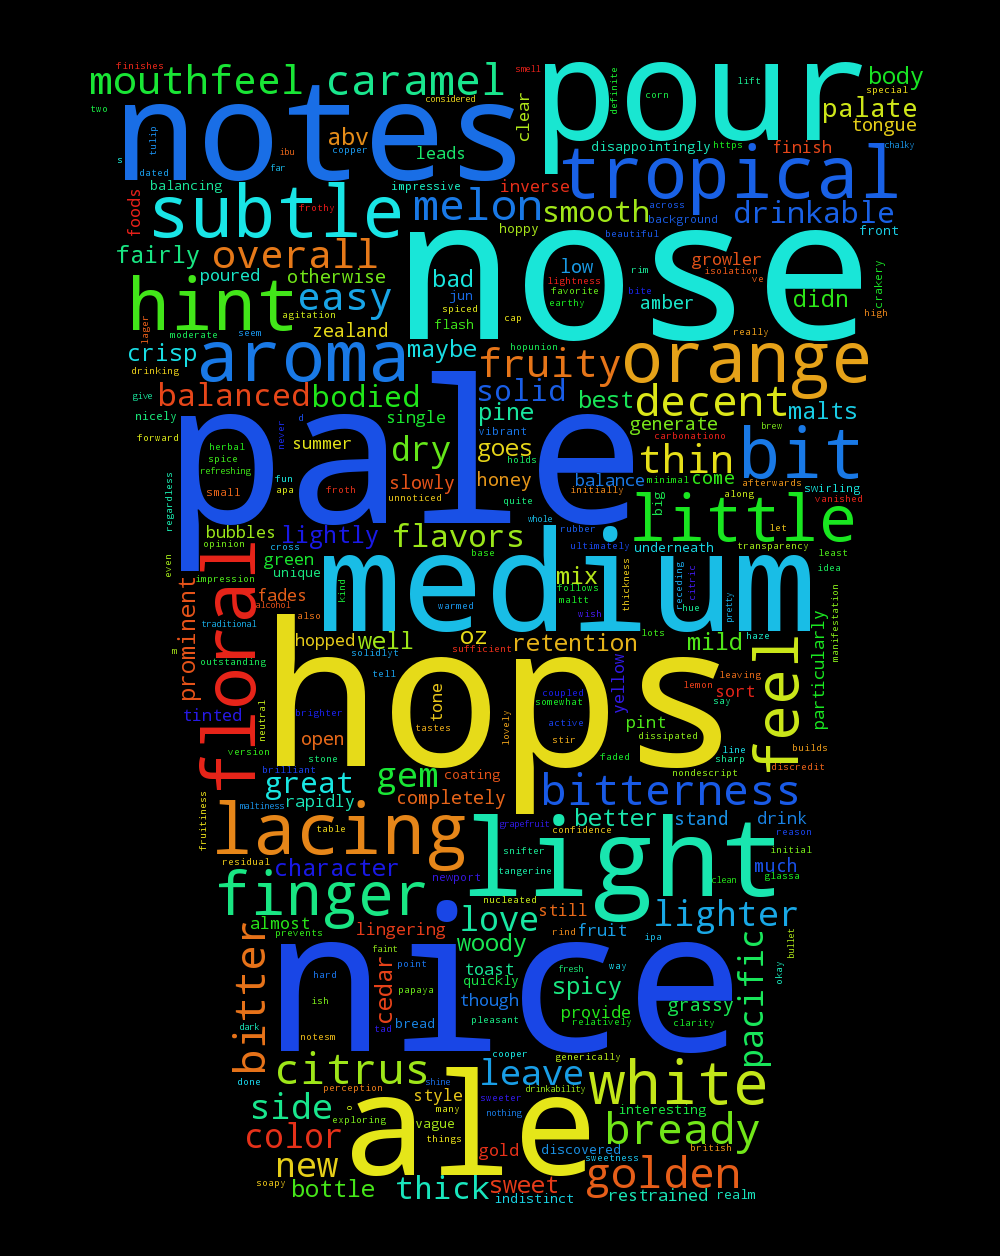 finishes
mouthfeel
caramel
smell
pour
lift
definite
corn
body
special
two
notes
considered
clear
palate
tongue
tulip
s
dated
ibu
far
abv
copper
leads
disappointingly
https
finish
chalky
balancing
impressive
inverse
tropical
foods
subtle
frothy
melon
hoppy
smooth
across
background
drinkable
beautiful
front
fairly
overall
nose
poured
otherwise
bad
low
rim
growler
isolation
ve
crakery
hint
easy
jun
lightness
favorite
bite
earthy
amber
didn
high
agitation
spiced
flash
cap
lager
moderate
seem
zealand
really
crisp
drinking
aroma
maybe
hopunion
fruity
orange
give
balanced
bodied
solid
best
decent
malts
nicely
single
pine
generate
brew
forward
pale
never
d
summer
vibrant
carbonationo
bit
herbal
spice
refreshing
dry
goes
holds
thin
regardless
small
fun
apa
froth
slowly
unnoticed
honey
initially
balance
minimal
come
afterwards
swirling
vanished
quite
big
along
little
let
bubbles
opinion
lightly
flavors
whole
rubber
base
ultimately
underneath
transparency
least
even
cross
green
unique
impression
floral
kind
medium
mix
follows
maltt
thickness
receding
citric
hue
pretty
idea
manifestation
prominent
fades
alcohol
also
warmed
wish
traditional
hopped
well
oz
sufficient
retention
lots
mild
haze
particularly
m
outstanding
solidlyt
tell
hops
yellow
lemon
leaving
sort
say
feel
tinted
neutral
brighter
tone
tastes
lovely
coupled
somewhat
active
stir
pint
dissipated
line
sharp
builds
discredit
version
open
stone
brilliant
faded
nondescript
great
gem
coating
bitterness
fruitiness
maltiness
rapidly
completely
lacing
table
light
grapefruit
confidence
better
stand
drink
reason
residual
character
snifter
tangerine
newport
initial
much
clean
glassa
finger
nucleated
almost
prevents
lingering
love
still
lighter
bitter
nice
faint
woody
rind
fruit
ipa
pacific
bullet
hard
cedar
point
toast
quickly
fresh
way
okay
ish
papaya
though
spicy
grassy
dark
notesm
tad
bread
pleasant
provide
relatively
clarity
done
citrus
cooper
generically
leave
white
perception
shine
drinkability
side
o
exploring
style
many
sweeter
nothing
interesting
color
ale
vague
things
bready
british
new
gold
discovered
sweetness
soapy
bottle
thick
sweet
indistinct
golden
restrained
realm